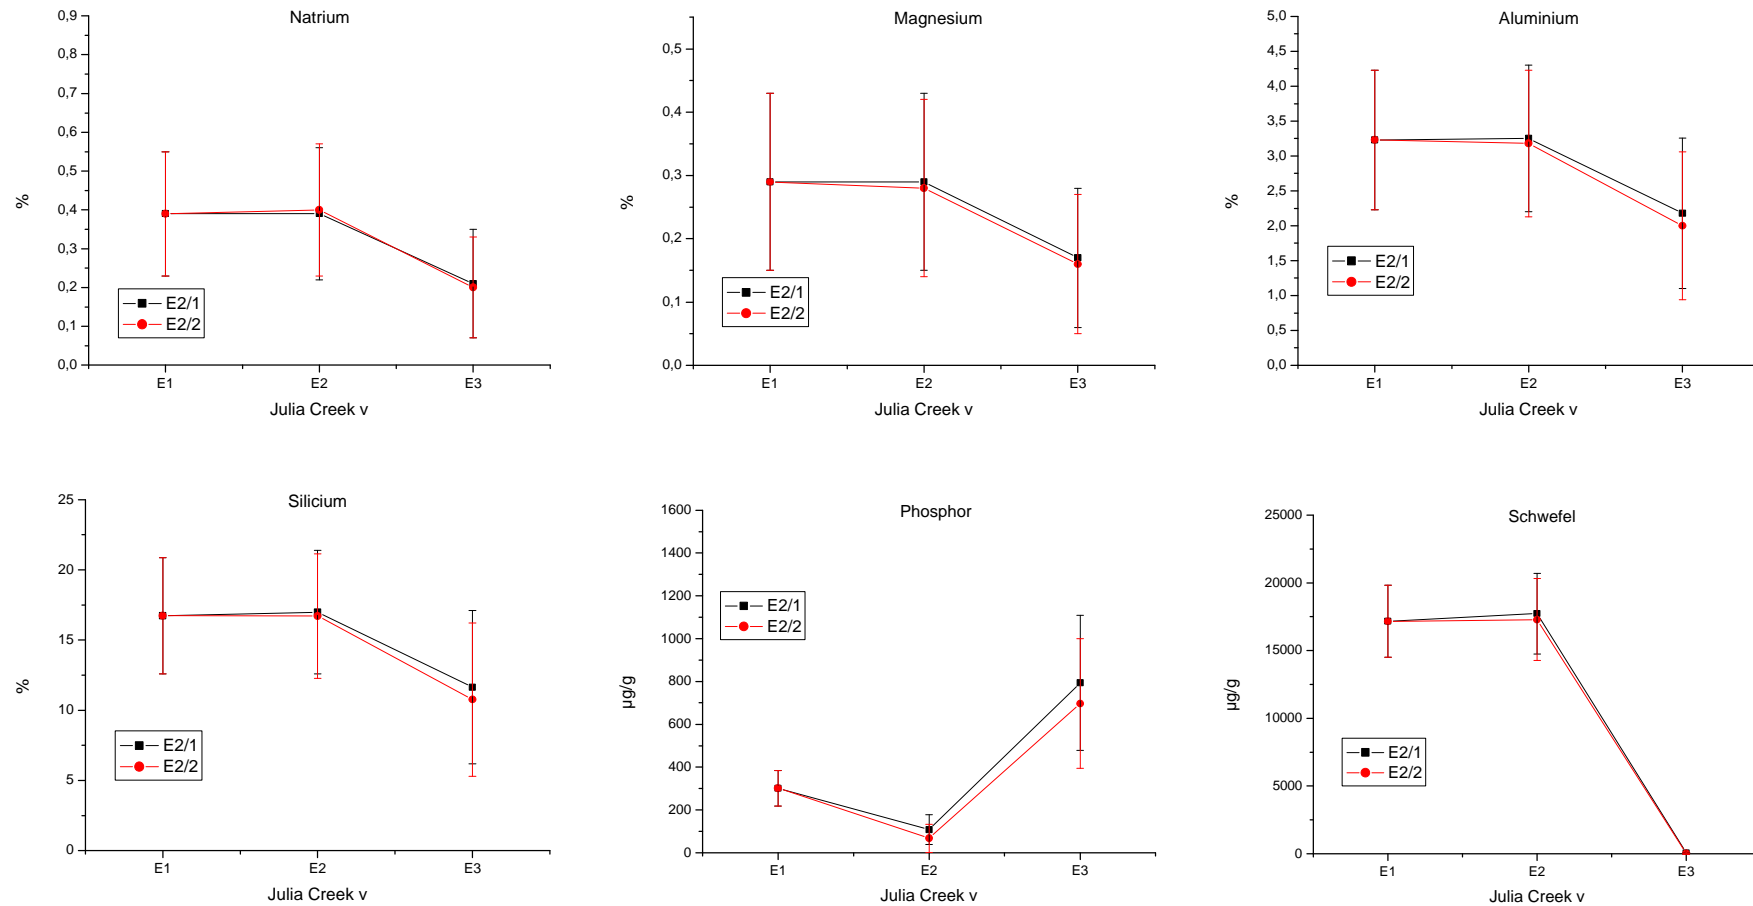 Natrium
0,9
0,8
0,7
0,6
0,5
0,4
0,3
0,2
0,1
0,0
%
E2/1
E2/2
E1 E2 E3
Julia Creek v
Magnesium
0,5
0,4
0,3
0,2
0,1
0,0
%
E2/1
E2/2
E1 E2 E3
Julia Creek v
Aluminium
5,0
4,5
4,0
3,5
3,0
2,5
2,0
1,5
1,0
0,5
0,0
%
E2/1
E2/2
E1 E2 E3
Julia Creek v
Silicium
25
20
15
10
5
0
%
E2/1
E2/2
E1 E2 E3
Julia Creek v
Phosphor
1600
1400
1200
1000
800
600
400
200
0
µg/g
E2/1
E2/2
E1 E2 E3
Julia Creek v
Schwefel
25000
20000
15000
10000
5000
0
µg/g
E2/1
E2/2
E1 E2 E3
Julia Creek v